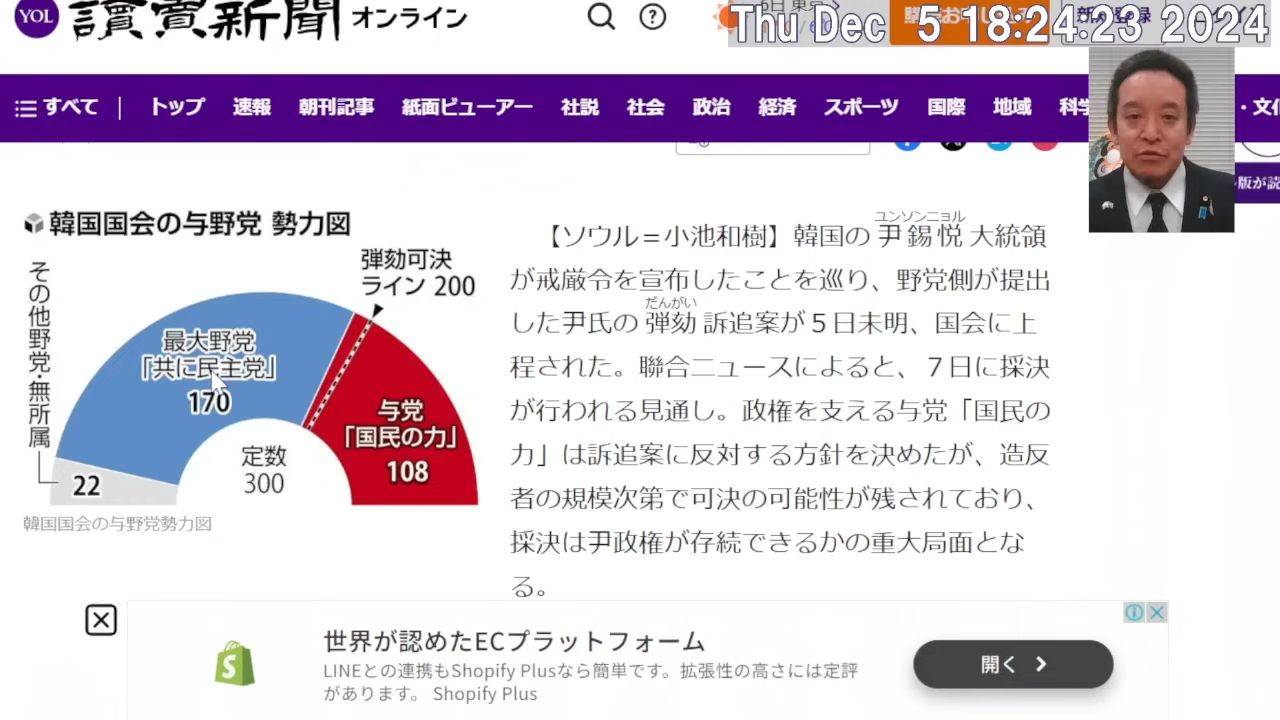 YOL 讀賣新聞 オンライン
Thu Dec 5 18:24:23 2024
すべて トップ 速報 朝刊記事 紙面ビューアー 社説 社会 政治 経済 スポーツ 国際 地域 科学 ・文化
版が読
韓国国会の与野党 勢力図
弾劾可決
ライン 200
その他野党・無所属
最大野党
「共に民主党」
170
与党
「国民の力」
108
定数
300
22
韓国国会の与野党勢力図
ユンソンニョル
【ソウル＝小池和樹】韓国の尹錫悦大統領
が戒厳令を宣布したことを巡り、野党側が提出
だんがい
した尹氏の弾劾訴追案が５日未明、国会に上
程された。聯合ニュースによると、７日に採決
が行われる見通し。政権を支える与党「国民の
力」は訴追案に反対する方針を決めたが、造反
者の規模次第で可決の可能性が残されており、
採決は尹政権が存続できるかの重大局面とな
る。
世界が認めたECプラットフォーム
LINEとの連携もShopify Plusなら簡単です。拡張性の高さには定評
があります。 Shopify Plus
開く